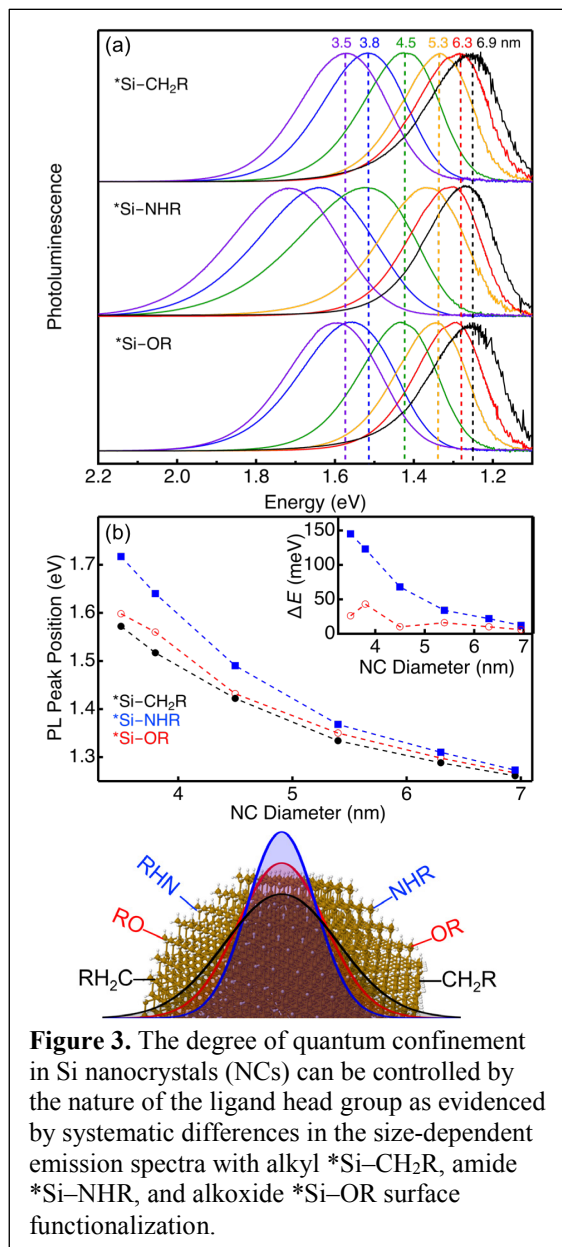 (a)
3.5 3.8 4.5 5.3 6.3 6.9 nm
*Si–CH₂R
*Si–NHR
*Si–OR
Photoluminescence
2.2 2.0 1.8 1.6 1.4 1.2
Energy (eV)
(b)
1.7
1.6
1.5
1.4
1.3
PL Peak Position (eV)
*Si–CH₂R
*Si–NHR
*Si–OR
4 5 6 7
NC Diameter (nm)
150
100
50
0
ΔE (meV)
4 5 6 7
NC Diameter (nm)
RHN NHR
RO OR
RH₂C CH₂R
Figure 3. The degree of quantum confinement
in Si nanocrystals (NCs) can be controlled by
the nature of the ligand head group as evidenced
by systematic differences in the size-dependent
emission spectra with alkyl *Si–CH₂R, amide
*Si–NHR, and alkoxide *Si–OR surface
functionalization.